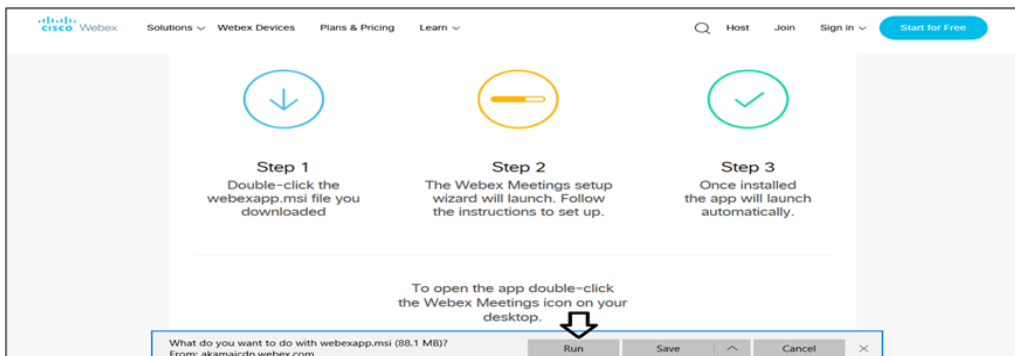 CISCO Webex Solutions Webex Devices Plans & Pricing Learn Host Join Sign in Start for Free
Step 1
Double-click the
webexapp.msi file you
downloaded
Step 2
The Webex Meetings setup
wizard will launch. Follow
the instructions to set up.
Step 3
Once installed
the app will launch
automatically.
To open the app double-click
the Webex Meetings icon on your
desktop.
What do you want to do with webexapp.msi (88.1 MB)?
From: akamaicdn.webex.com
Run Save Cancel